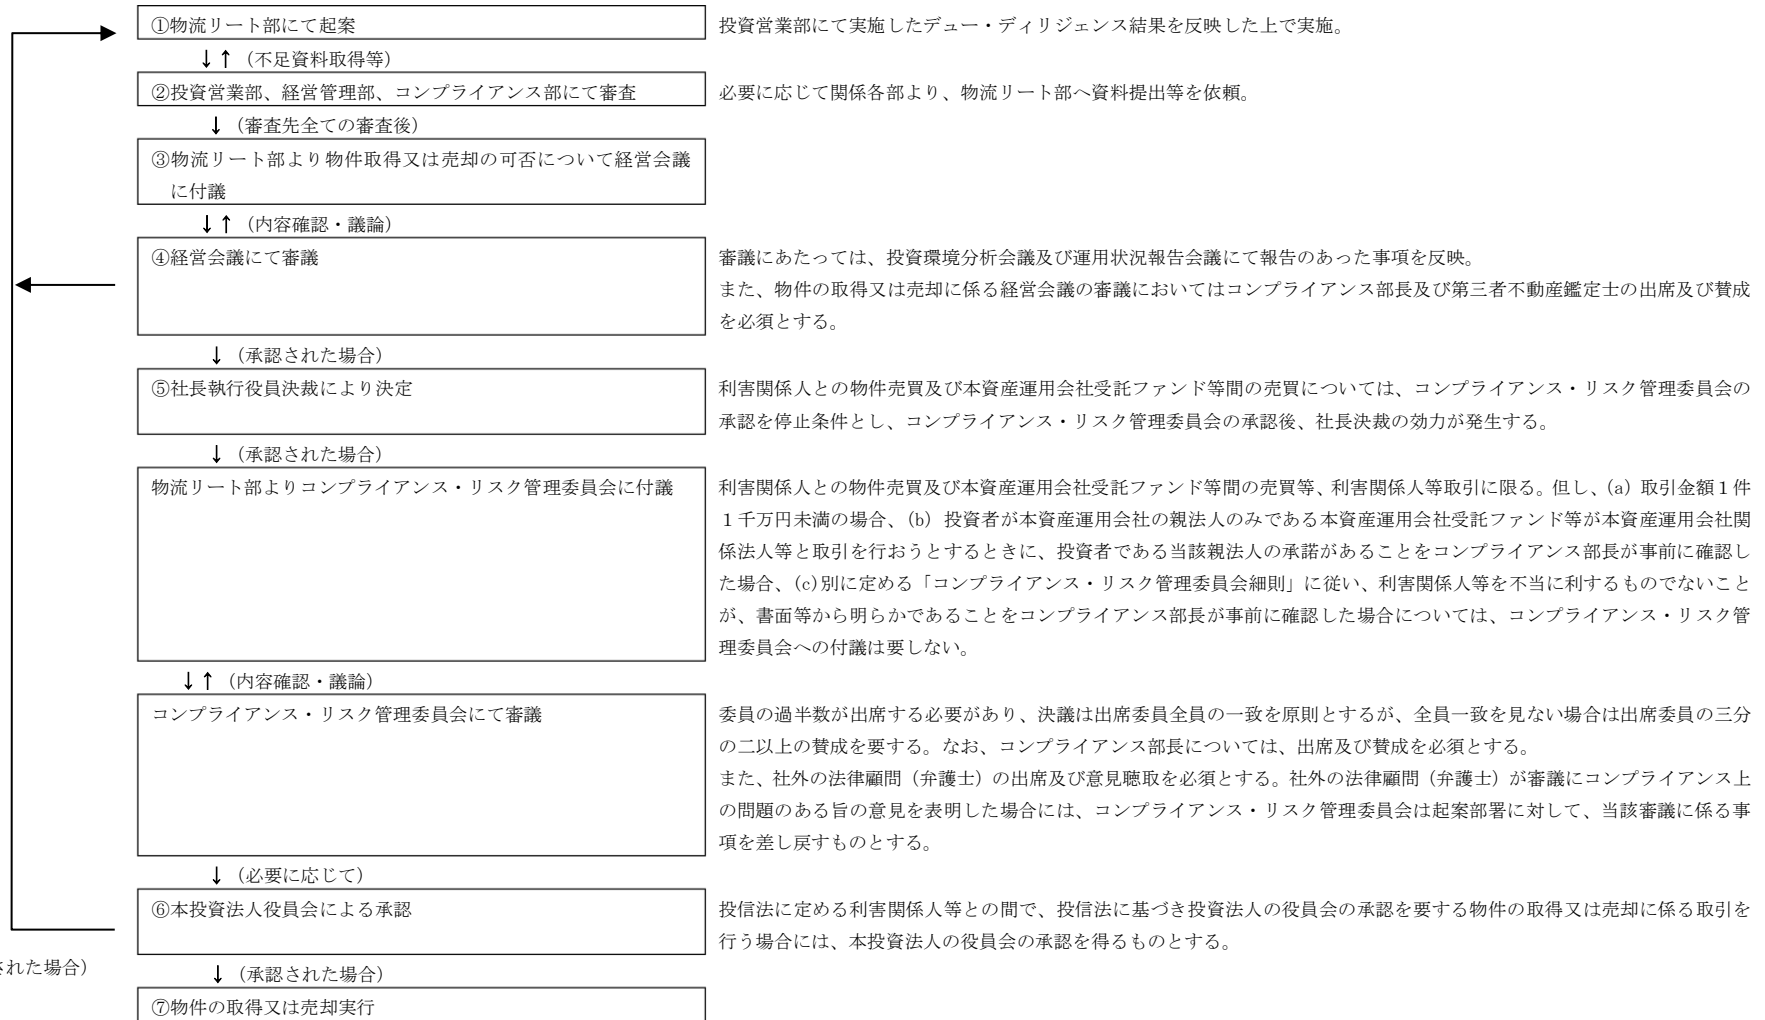 ①物流リート部にて起案
投資営業部にて実施したデュー・ディリジェンス結果を反映した上で実施。
↓↑（不足資料取得等）
②投資営業部、経営管理部、コンプライアンス部にて審査
必要に応じて関係各部より、物流リート部へ資料提出等を依頼。
↓（審査先全ての審査後）
③物流リート部より物件取得又は売却の可否について経営会議
に付議
↓↑（内容確認・議論）
④経営会議にて審議
審議にあたっては、投資環境分析会議及び運用状況報告会議にて報告のあった事項を反映。
また、物件の取得又は売却に係る経営会議の審議においてはコンプライアンス部長及び第三者不動産鑑定士の出席及び賛成
を必須とする。
↓（承認された場合）
⑤社長執行役員決裁により決定
利害関係人との物件売買及び本資産運用会社受託ファンド等間の売買については、コンプライアンス・リスク管理委員会の
承認を停止条件とし、コンプライアンス・リスク管理委員会の承認後、社長決裁の効力が発生する。
↓（承認された場合）
物流リート部よりコンプライアンス・リスク管理委員会に付議
利害関係人との物件売買及び本資産運用会社受託ファンド等間の売買等、利害関係人等取引に限る。但し、(a) 取引金額１件
１千万円未満の場合、(b) 投資者が本資産運用会社の親法人のみである本資産運用会社受託ファンド等が本資産運用会社関
係法人等と取引を行おうとするときに、投資者である当該親法人の承諾があることをコンプライアンス部長が事前に確認し
た場合、(c)別に定める「コンプライアンス・リスク管理委員会細則」に従い、利害関係人等を不当に利するものでないこと
が、書面等から明らかであることをコンプライアンス部長が事前に確認した場合については、コンプライアンス・リスク管
理委員会への付議は要しない。
↓↑（内容確認・議論）
コンプライアンス・リスク管理委員会にて審議
委員の過半数が出席する必要があり、決議は出席委員全員の一致を原則とするが、全員一致を見ない場合は出席委員の三分
の二以上の賛成を要する。なお、コンプライアンス部長については、出席及び賛成を必須とする。
また、社外の法律顧問（弁護士）の出席及び意見聴取を必須とする。社外の法律顧問（弁護士）が審議にコンプライアンス上
の問題のある旨の意見を表明した場合には、コンプライアンス・リスク管理委員会は起案部署に対して、当該審議に係る事
項を差し戻すものとする。
↓（必要に応じて）
⑥本投資法人役員会による承認
投信法に定める利害関係人等との間で、投信法に基づき投資法人の役員会の承認を要する物件の取得又は売却に係る取引を
行う場合には、本投資法人の役員会の承認を得るものとする。
された場合）
↓（承認された場合）
⑦物件の取得又は売却実行